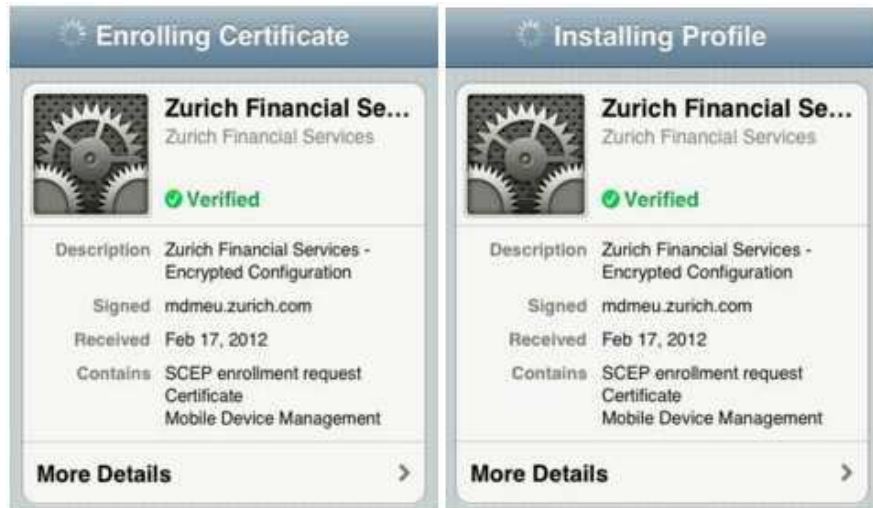 Enrolling Certificate
Zurich Financial Se...
Zurich Financial Services
Verified
Description Zurich Financial Services -
Encrypted Configuration
Signed mdmeu.zurich.com
Received Feb 17, 2012
Contains SCEP enrollment request
Certificate
Mobile Device Management
More Details
Installing Profile
Zurich Financial Se...
Zurich Financial Services
Verified
Description Zurich Financial Services -
Encrypted Configuration
Signed mdmeu.zurich.com
Received Feb 17, 2012
Contains SCEP enrollment request
Certificate
Mobile Device Management
More Details